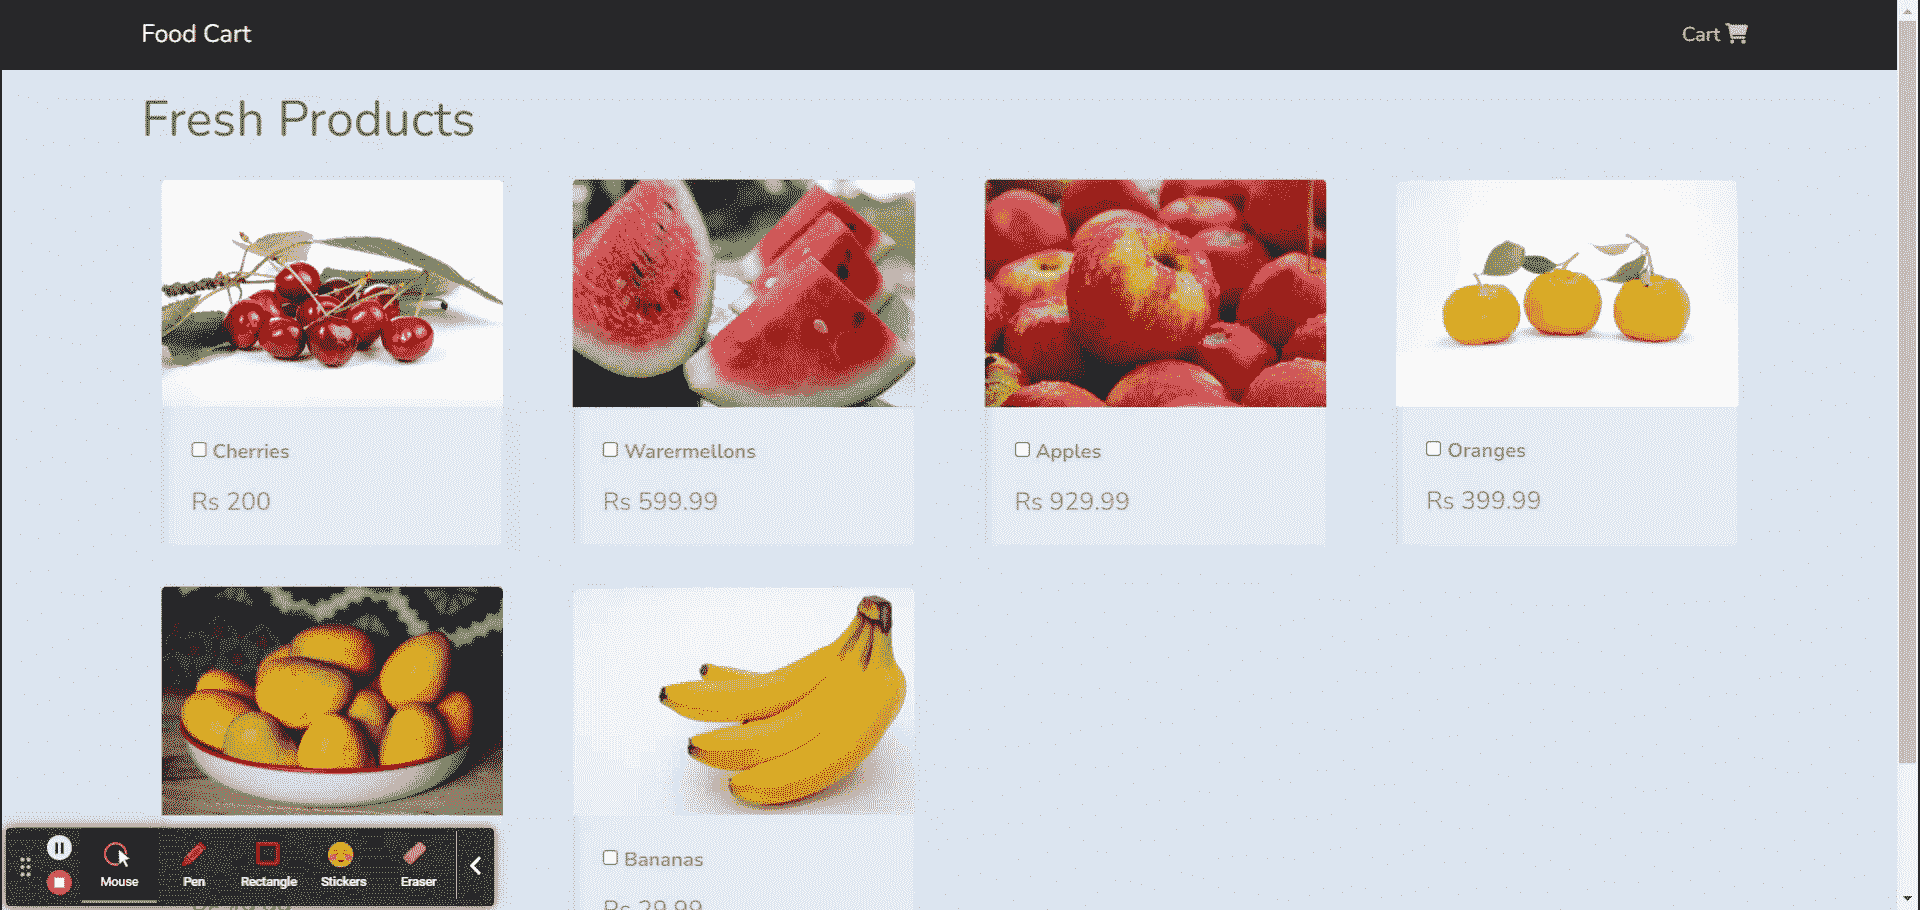 Food Cart
Cart
Fresh Products
Cherries
Rs 200
Warermellons
Rs 599.99
Apples
Rs 929.99
Oranges
Rs 399.99
Bananas
Rs 29.99
Mouse
Pen
Rectangle
Stickers
Eraser